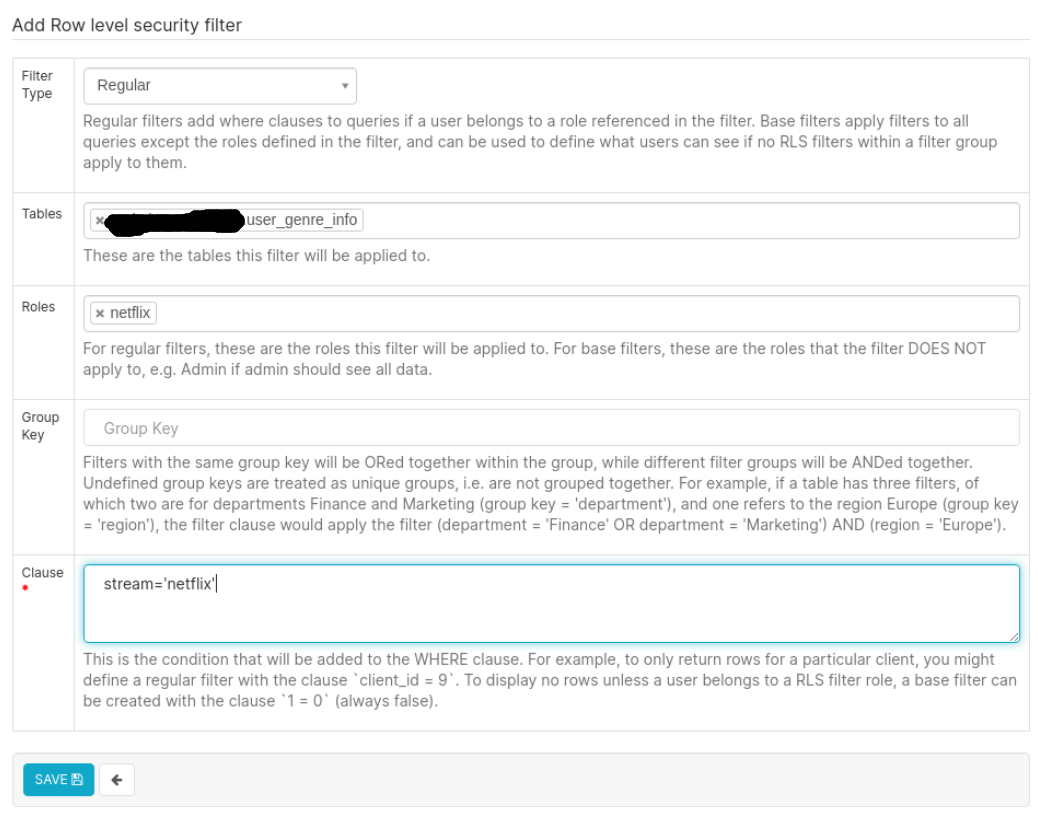 Add Row level security filter
Filter
Type
Regular
Regular filters add where clauses to queries if a user belongs to a role referenced in the filter. Base filters apply filters to all
queries except the roles defined in the filter, and can be used to define what users can see if no RLS filters within a filter group
apply to them.
Tables
user_genre_info
These are the tables this filter will be applied to.
Roles
netflix
For regular filters, these are the roles this filter will be applied to. For base filters, these are the roles that the filter DOES NOT
apply to, e.g. Admin if admin should see all data.
Group
Key
Group Key
Filters with the same group key will be ORed together within the group, while different filter groups will be ANDed together.
Undefined group keys are treated as unique groups, i.e. are not grouped together. For example, if a table has three filters, of
which two are for departments Finance and Marketing (group key = 'department'), and one refers to the region Europe (group key
= 'region'), the filter clause would apply the filter (department = 'Finance' OR department = 'Marketing') AND (region = 'Europe').
Clause
*
stream='netflix'
This is the condition that will be added to the WHERE clause. For example, to only return rows for a particular client, you might
define a regular filter with the clause `client_id = 9`. To display no rows unless a user belongs to a RLS filter role, a base filter can
be created with the clause `1 = 0` (always false).
SAVE